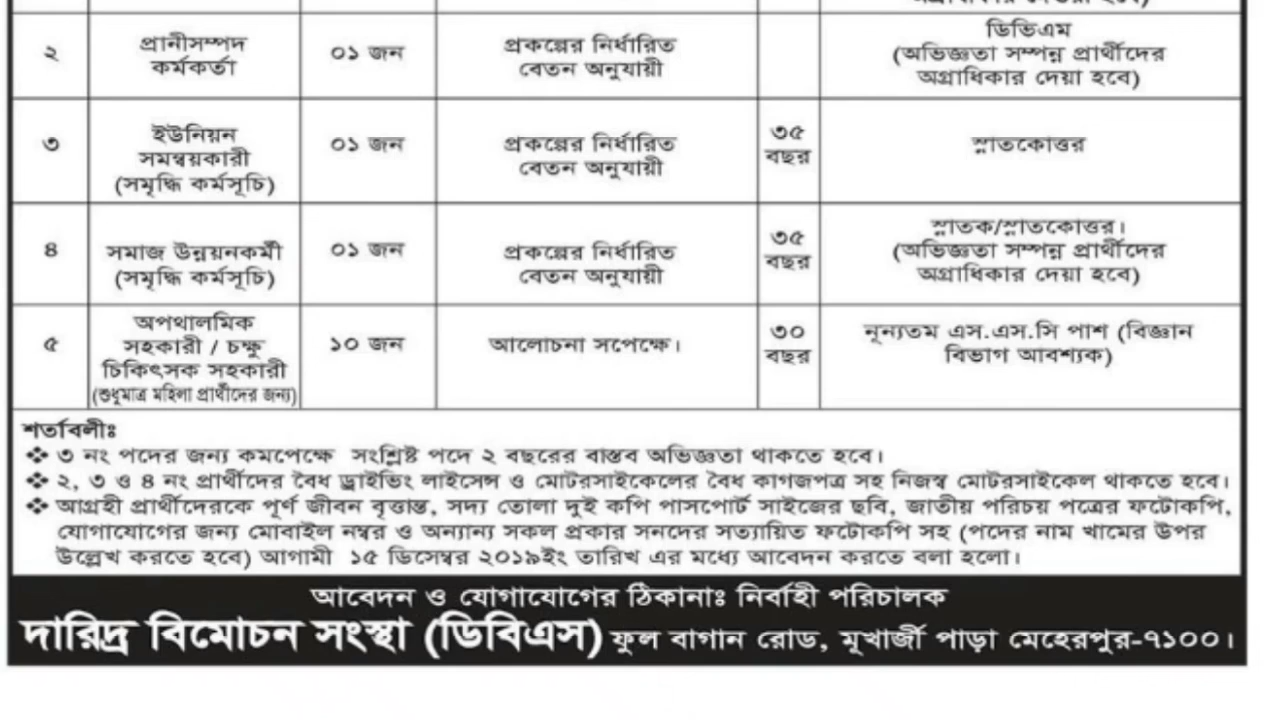 অগ্রাধিকার দেওয়া হবে)
২ প্রানীসম্পদ কর্মকর্তা ০১ জন প্রকল্পের নির্ধারিত বেতন অনুযায়ী ডিভিএম
(অভিজ্ঞতা সম্পন্ন প্রার্থীদের
অগ্রাধিকার দেয়া হবে)
৩ ইউনিয়ন
সমন্বয়কারী
(সমৃদ্ধি কর্মসূচি)
০১ জন
প্রকল্পের নির্ধারিত
বেতন অনুযায়ী
৩৫
বছর
স্নাতকোত্তর
৪ সমাজ উন্নয়নকর্মী
(সমৃদ্ধি কর্মসূচি)
০১ জন
প্রকল্পের নির্ধারিত
বেতন অনুযায়ী
৩৫
বছর
স্নাতক/স্নাতকোত্তর।
(অভিজ্ঞতা সম্পন্ন প্রার্থীদের
অগ্রাধিকার দেয়া হবে)
৫ অপথালমিক
সহকারী / চক্ষু
চিকিৎসক সহকারী
(শুধুমাত্র মহিলা প্রার্থীদের জন্য)
১০ জন
আলোচনা সপেক্ষে।
৩০
বছর
নূন্যতম এস.এস.সি পাশ (বিজ্ঞান
বিভাগ আবশ্যক)
শর্তাবলীঃ
❖ ৩ নং পদের জন্য কমপেক্ষে সংশ্লিষ্ট পদে ২ বছরের বাস্তব অভিজ্ঞতা থাকতে হবে।
❖ ২, ৩ ও ৪ নং প্রার্থীদের বৈধ ড্রাইভিং লাইসেন্স ও মোটরসাইকেলের বৈধ কাগজপত্র সহ নিজস্ব মোটরসাইকেল থাকতে হবে।
❖ আগ্রহী প্রার্থীদেরকে পূর্ণ জীবন বৃত্তান্ত, সদ্য তোলা দুই কপি পাসপোর্ট সাইজের ছবি, জাতীয় পরিচয় পত্রের ফটোকপি,
যোগাযোগের জন্য মোবাইল নম্বর ও অন্যান্য সকল প্রকার সনদের সত্যায়িত ফটোকপি সহ (পদের নাম খামের উপর
উল্লেখ করতে হবে) আগামী ১৫ ডিসেম্বর ২০১৯ইং তারিখ এর মধ্যে আবেদন করতে বলা হলো।
আবেদন ও যোগাযোগের ঠিকানাঃ নির্বাহী পরিচালক
দারিদ্র বিমোচন সংস্থা (ডিবিএস) ফুল বাগান রোড, মূখার্জী পাড়া মেহেরপুর-৭১০০।